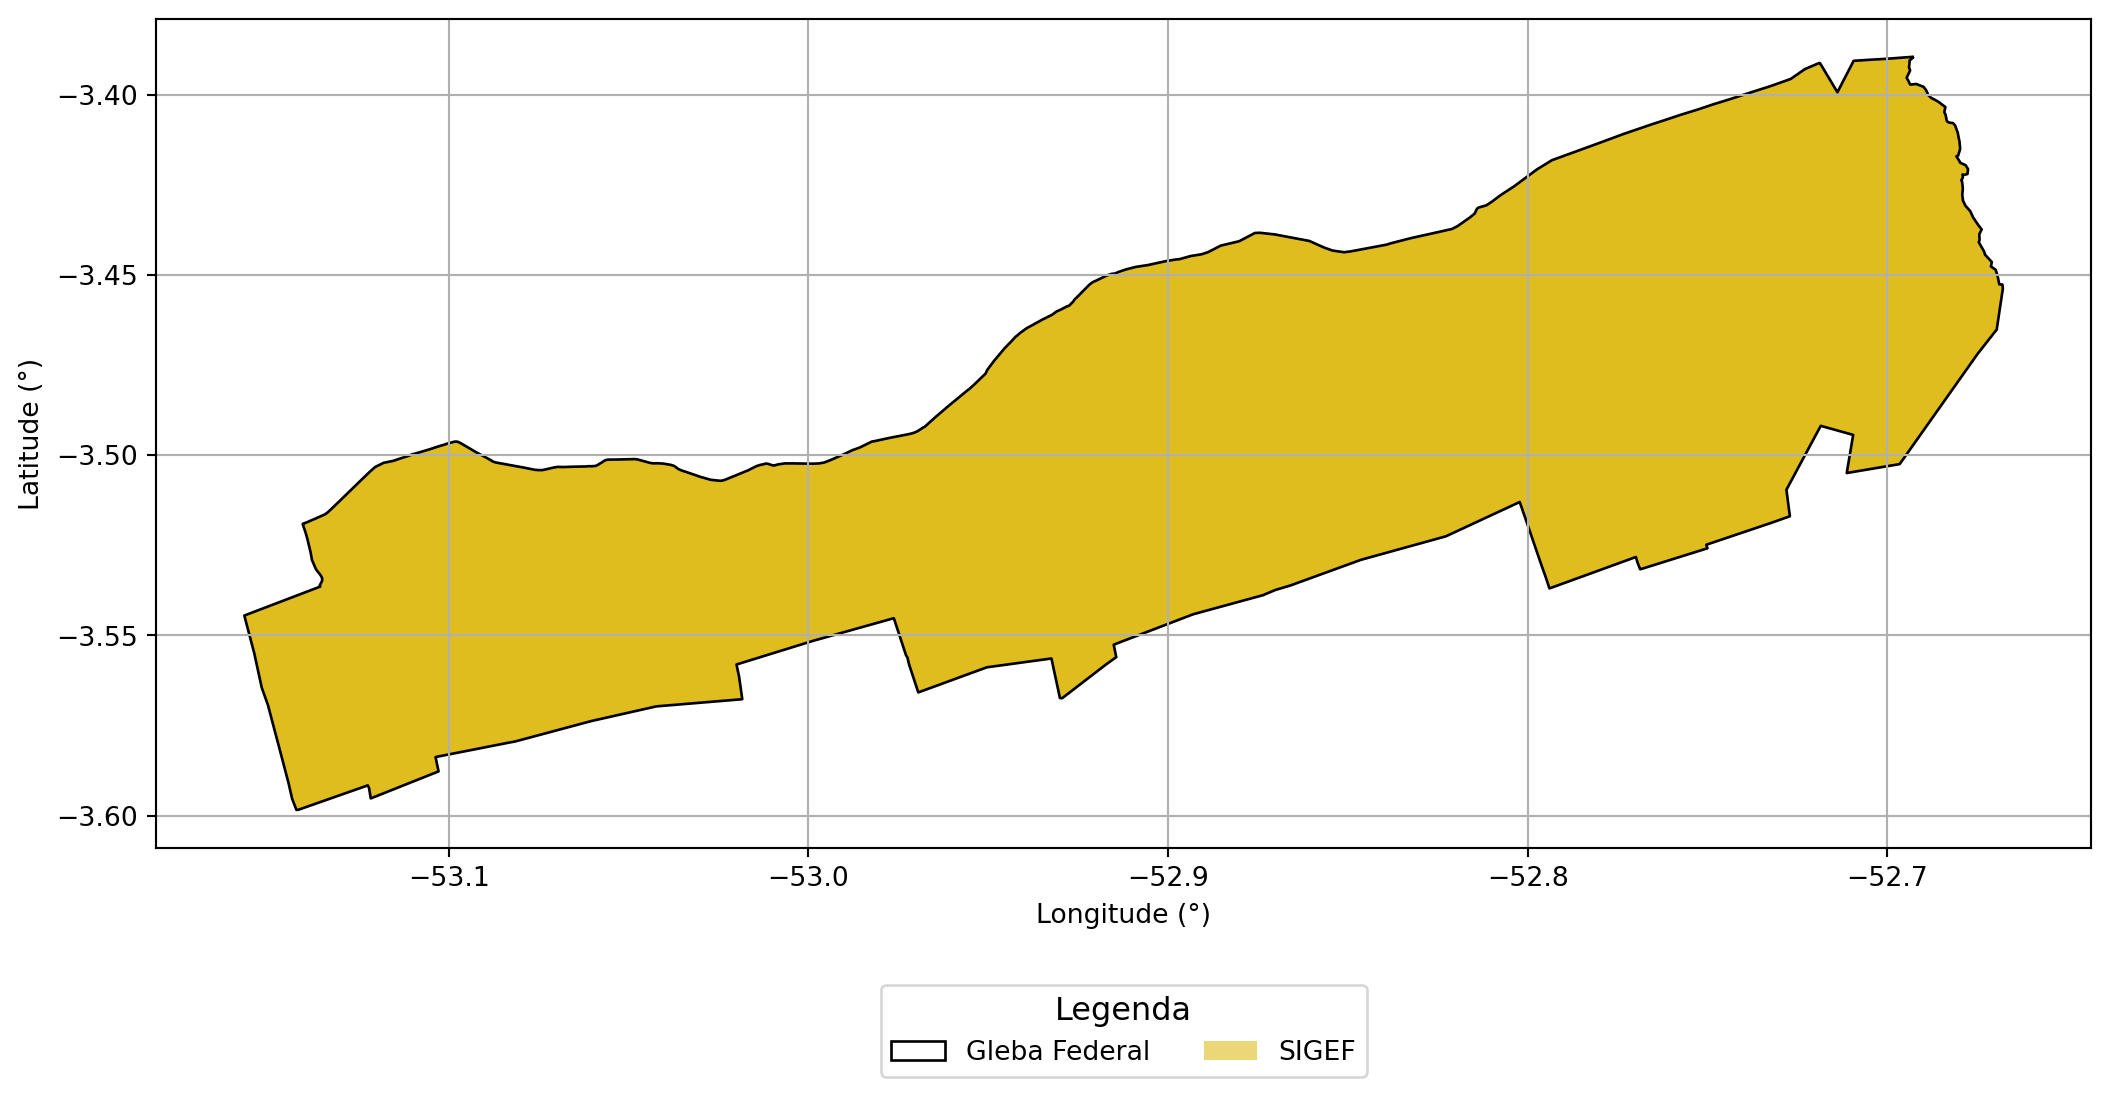 −3.40
−3.45
−3.50
−3.55
−3.60
Latitude (°)
−53.1 −53.0 −52.9 −52.8 −52.7
Longitude (°)
Legenda
Gleba Federal SIGEF